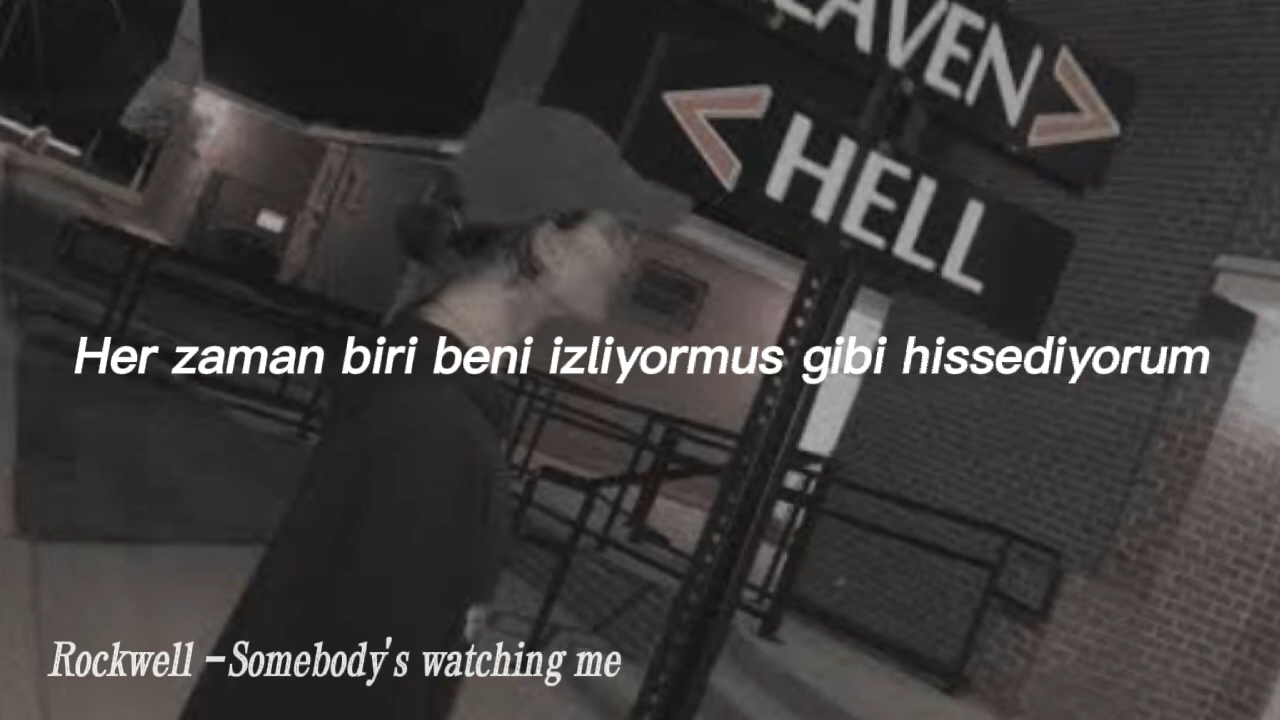 EAVEN >
< HELL
Her zaman biri beni izliyormus gibi hissediyorum
Rockwell -Somebody's watching me